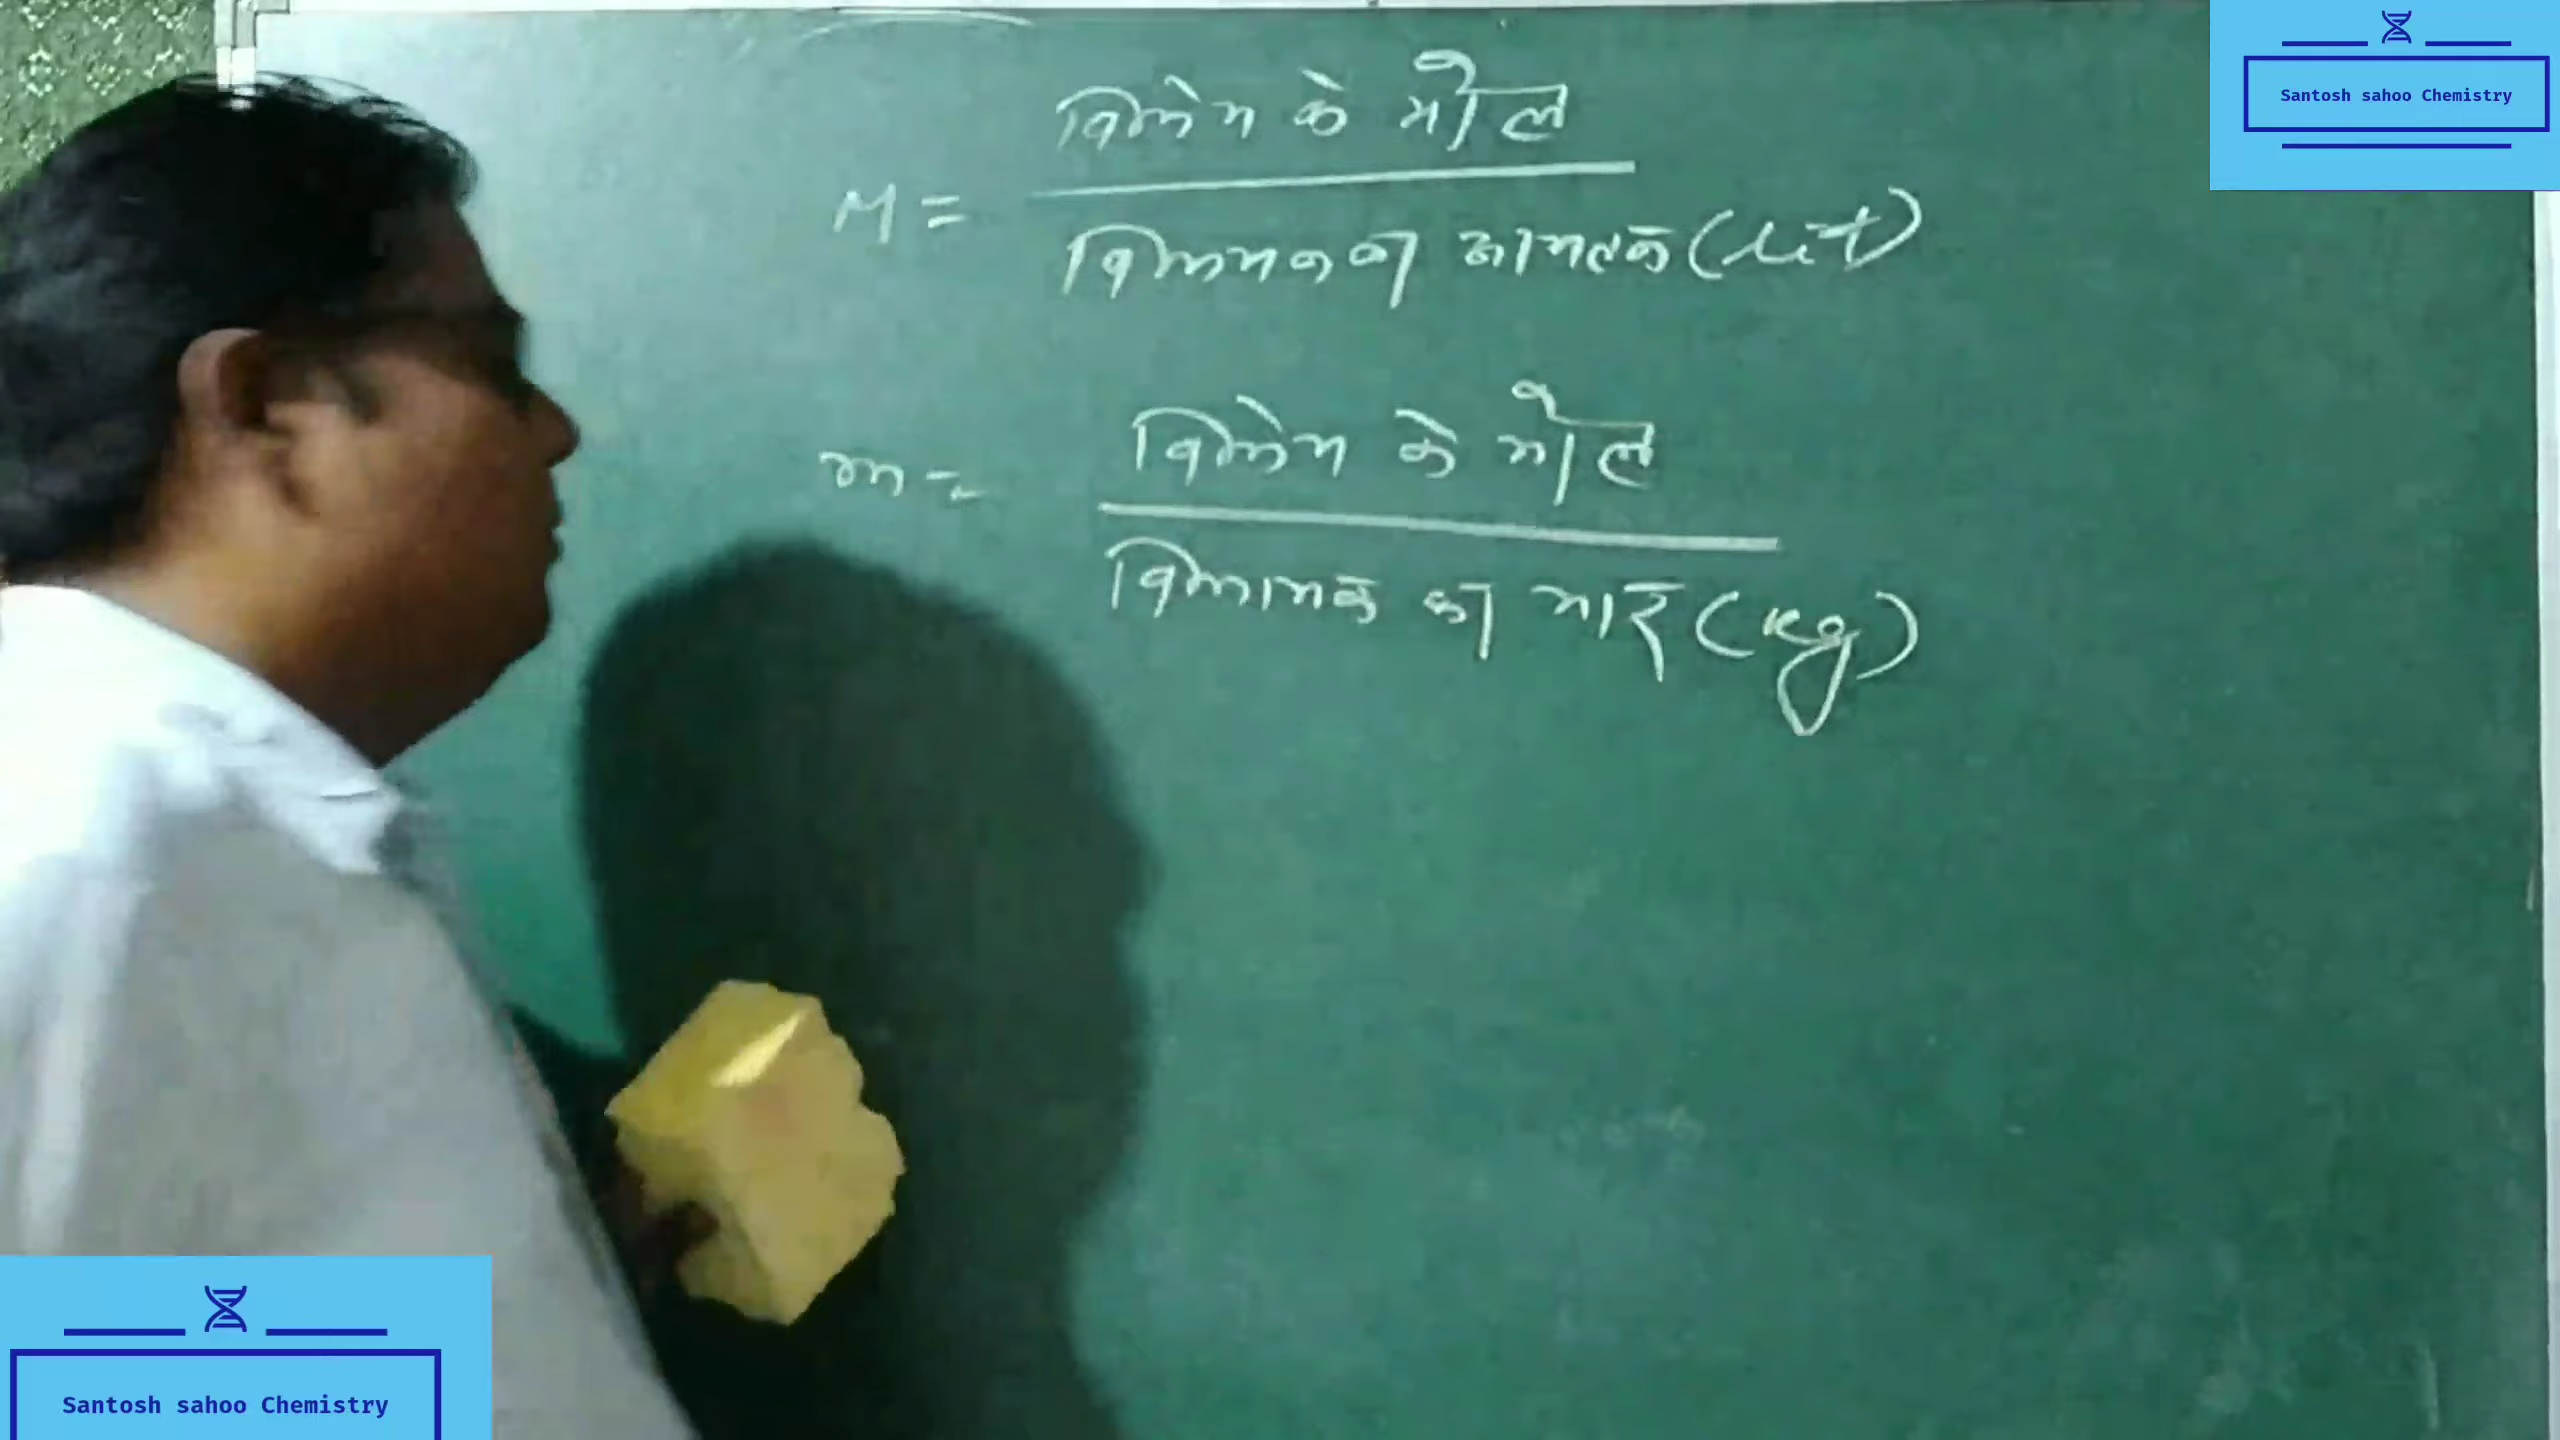 Santosh sahoo Chemistry
विलेय के मोल
M =
विलयन का आयतन (Lit)
विलेय के मोल
m =
विलायक का भार (Kg)
Santosh sahoo Chemistry